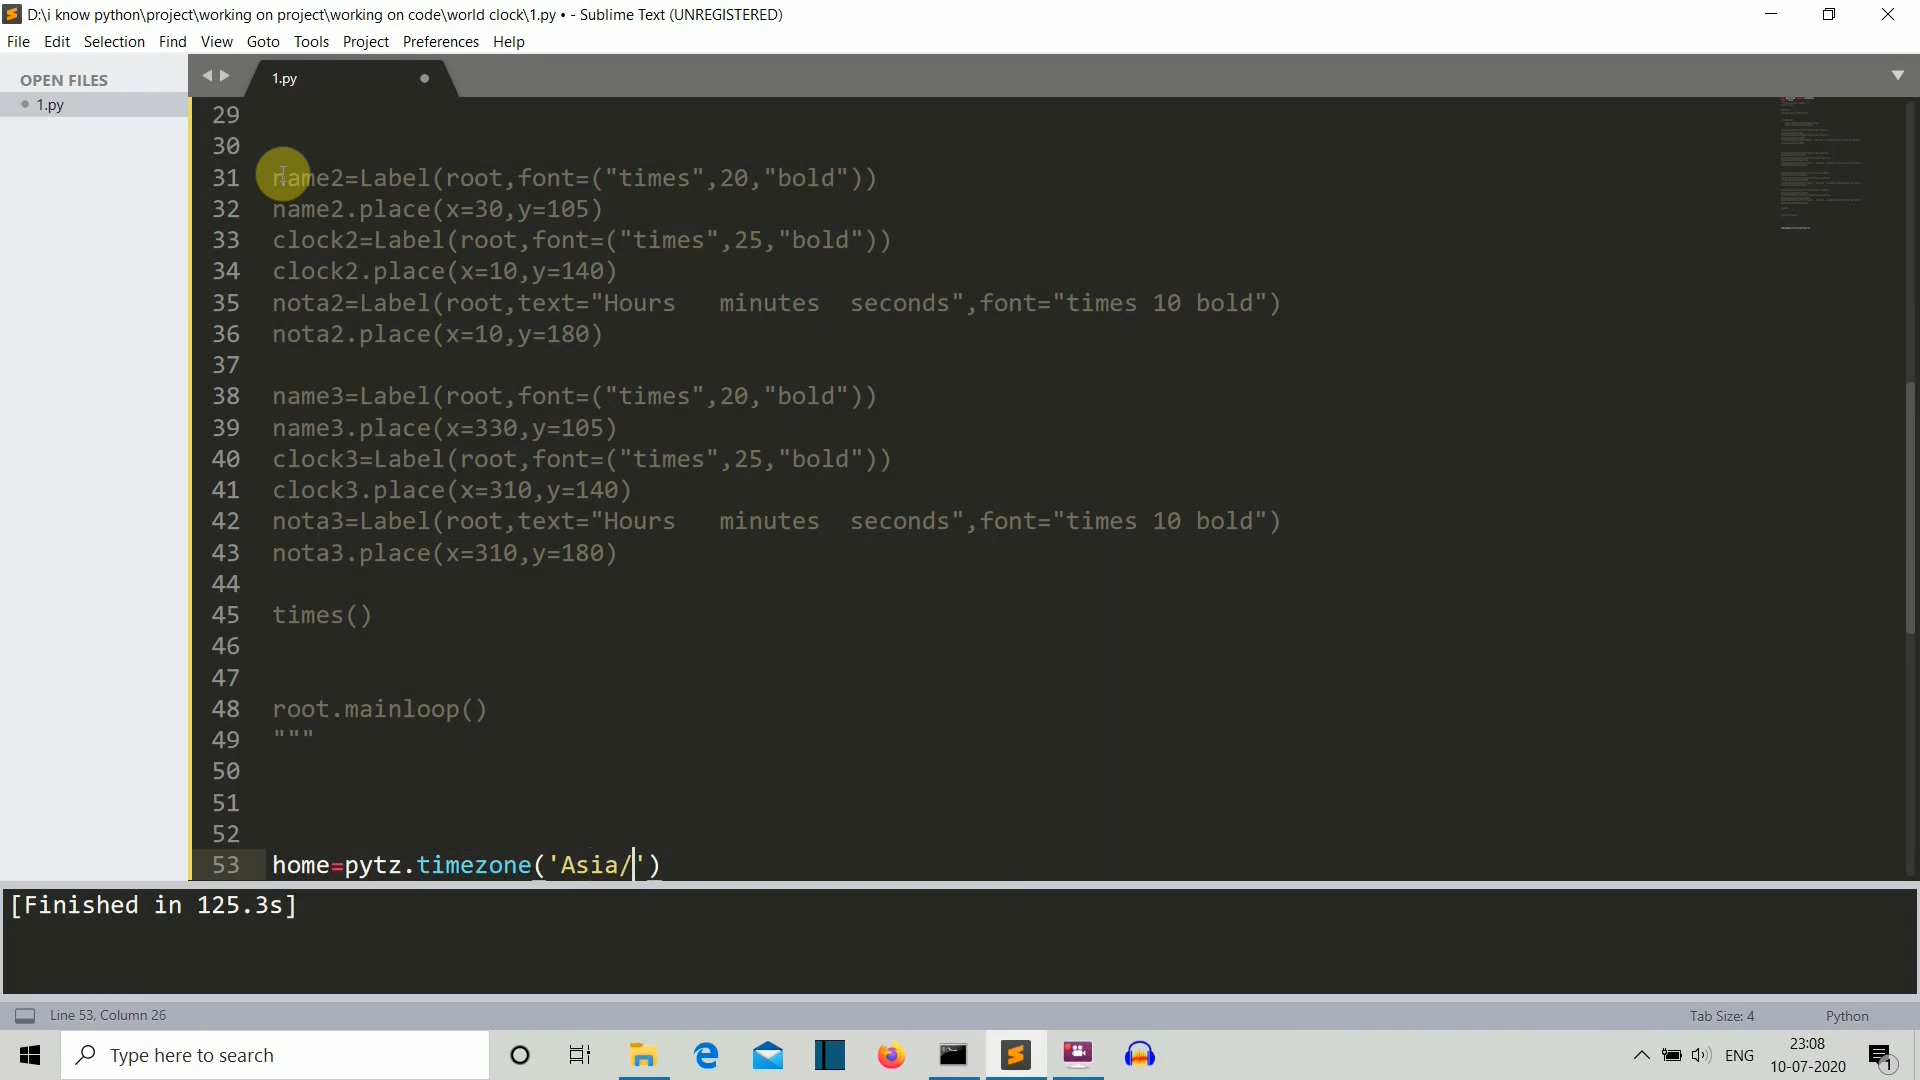 D:\i know python\project\working on project\working on code\world clock\1.py • - Sublime Text (UNREGISTERED)
File Edit Selection Find View Goto Tools Project Preferences Help
OPEN FILES
1.py
1.py
29
30
31 name2=Label(root,font=("times",20,"bold"))
32 name2.place(x=30,y=105)
33 clock2=Label(root,font=("times",25,"bold"))
34 clock2.place(x=10,y=140)
35 nota2=Label(root,text="Hours   minutes  seconds",font="times 10 bold")
36 nota2.place(x=10,y=180)
37
38 name3=Label(root,font=("times",20,"bold"))
39 name3.place(x=330,y=105)
40 clock3=Label(root,font=("times",25,"bold"))
41 clock3.place(x=310,y=140)
42 nota3=Label(root,text="Hours   minutes  seconds",font="times 10 bold")
43 nota3.place(x=310,y=180)
44
45 times()
46
47
48 root.mainloop()
49 """
50
51
52
53 home=pytz.timezone('Asia/')
[Finished in 125.3s]
Line 53, Column 26
Tab Size: 4 Python
Type here to search
ENG
23:08
10-07-2020
1